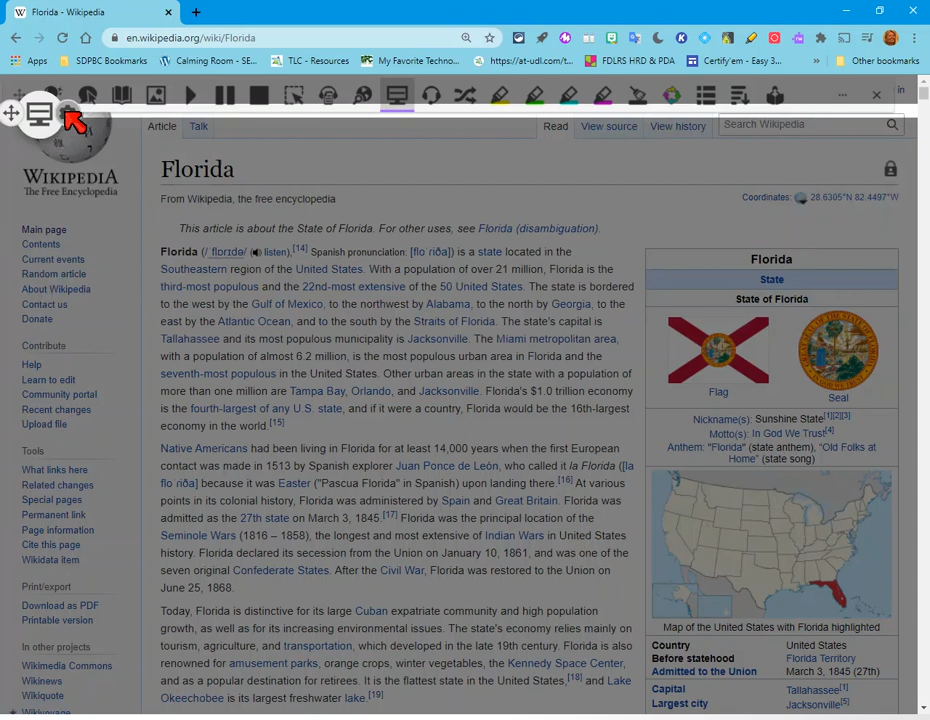 Florida - Wikipedia
en.wikipedia.org/wiki/Florida
Apps SDPBC Bookmarks Calming Room - SE... TLC - Resources My Favorite Techno... https://at-udl.com/t... FDLRS HRD & PDA Certify'em - Easy 3... » Other bookmarks
in
Article Talk Read View source View history Search Wikipedia
WIKIPEDIA
The Free Encyclopedia
Main page
Contents
Current events
Random article
About Wikipedia
Contact us
Donate
Contribute
Help
Learn to edit
Community portal
Recent changes
Upload file
Tools
What links here
Related changes
Special pages
Permanent link
Page information
Cite this page
Wikidata item
Print/export
Download as PDF
Printable version
In other projects
Wikimedia Commons
Wikinews
Wikiquote
Wikivoyage
Florida
From Wikipedia, the free encyclopedia
Coordinates: 28.6305°N 82.4497°W
This article is about the State of Florida. For other uses, see Florida (disambiguation).
Florida (/ˈflɒrɪdə/ (listen),[14] Spanish pronunciation: [floˈɾiða]) is a state located in the
Southeastern region of the United States. With a population of over 21 million, Florida is the
third-most populous and the 22nd-most extensive of the 50 United States. The state is bordered
to the west by the Gulf of Mexico, to the northwest by Alabama, to the north by Georgia, to the
east by the Atlantic Ocean, and to the south by the Straits of Florida. The state's capital is
Tallahassee and its most populous municipality is Jacksonville. The Miami metropolitan area,
with a population of almost 6.2 million, is the most populous urban area in Florida and the
seventh-most populous in the United States. Other urban areas in the state with a population of
more than one million are Tampa Bay, Orlando, and Jacksonville. Florida's $1.0 trillion economy
is the fourth-largest of any U.S. state, and if it were a country, Florida would be the 16th-largest
economy in the world.[15]
Native Americans had been living in Florida for at least 14,000 years when the first European
contact was made in 1513 by Spanish explorer Juan Ponce de León, who called it la Florida ([la
floˈɾiða] because it was Easter ("Pascua Florida" in Spanish) upon landing there.[16] At various
points in its colonial history, Florida was administered by Spain and Great Britain. Florida was
admitted as the 27th state on March 3, 1845.[17] Florida was the principal location of the
Seminole Wars (1816 – 1858), the longest and most extensive of Indian Wars in United States
history. Florida declared its secession from the Union on January 10, 1861, and was one of the
seven original Confederate States. After the Civil War, Florida was restored to the Union on
June 25, 1868.
Today, Florida is distinctive for its large Cuban expatriate community and high population
growth, as well as for its increasing environmental issues. The state's economy relies mainly on
tourism, agriculture, and transportation, which developed in the late 19th century. Florida is also
renowned for amusement parks, orange crops, winter vegetables, the Kennedy Space Center,
and as a popular destination for retirees. It is the flattest state in the United States,[18] and Lake
Okeechobee is its largest freshwater lake.[19]
Florida
State
State of Florida
Flag Seal
Nickname(s): Sunshine State[1][2][3]
Motto(s): In God We Trust[4]
Anthem: "Florida" (state anthem), "Old Folks at
Home" (state song)
Map of the United States with Florida highlighted
Country United States
Before statehood Florida Territory
Admitted to the Union March 3, 1845 (27th)
Capital Tallahassee[1]
Largest city Jacksonville[5]